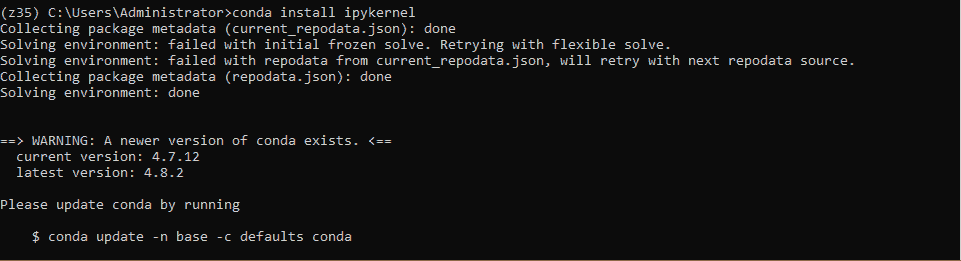 (z35) C:\Users\Administrator>conda install ipykernel
Collecting package metadata (current_repodata.json): done
Solving environment: failed with initial frozen solve. Retrying with flexible solve.
Solving environment: failed with repodata from current_repodata.json, will retry with next repodata source.
Collecting package metadata (repodata.json): done
Solving environment: done
==> WARNING: A newer version of conda exists. <==
  current version: 4.7.12
  latest version: 4.8.2
Please update conda by running
    $ conda update -n base -c defaults conda